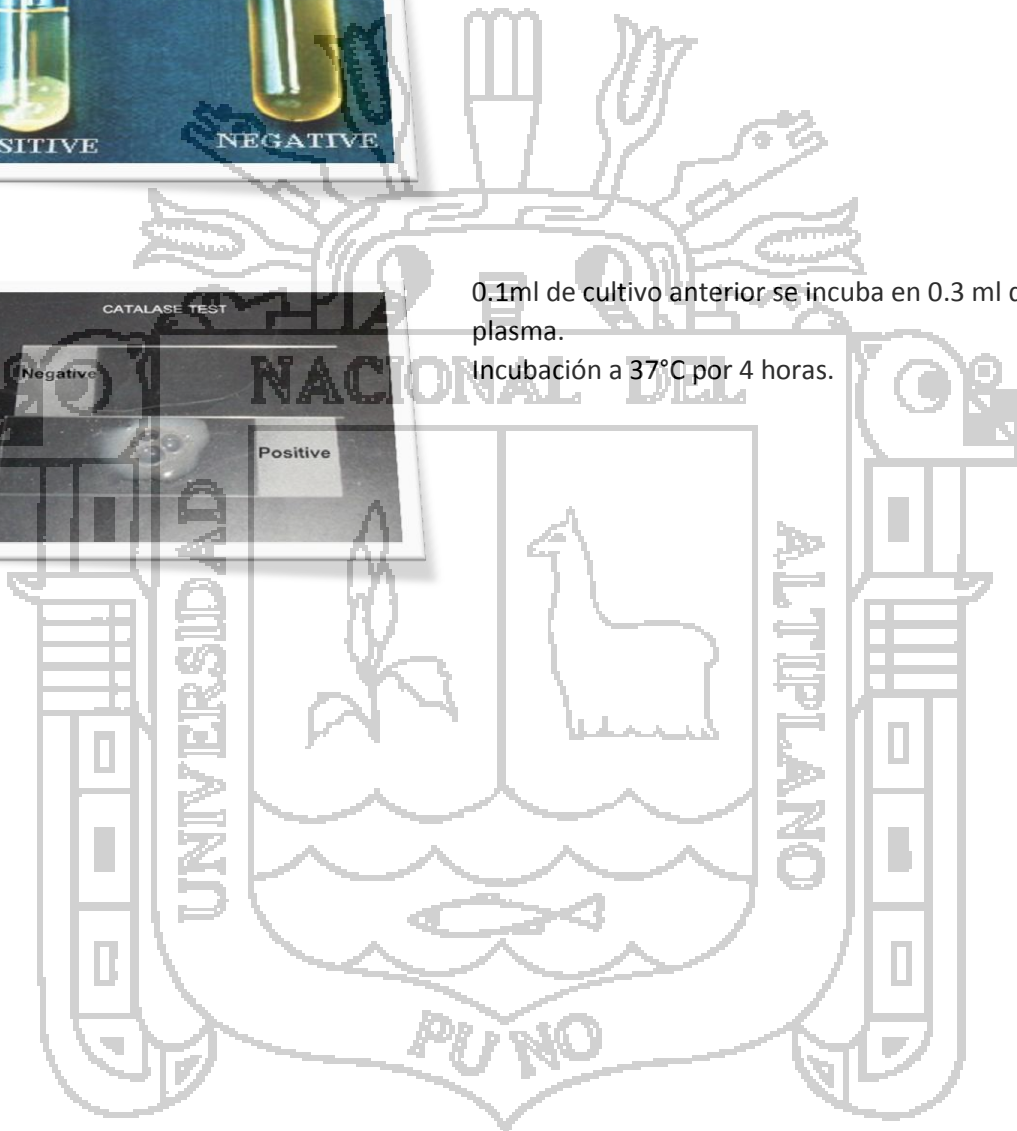 NEGATIVE
CATALASE TEST
Negative
Positive
0.1ml de cultivo anterior se incuba en 0.3 ml
plasma.
Incubación a 37°C por 4 horas.
UNIVERSIDAD
NACIONAL DEL
ALTIPLANO
PUNO